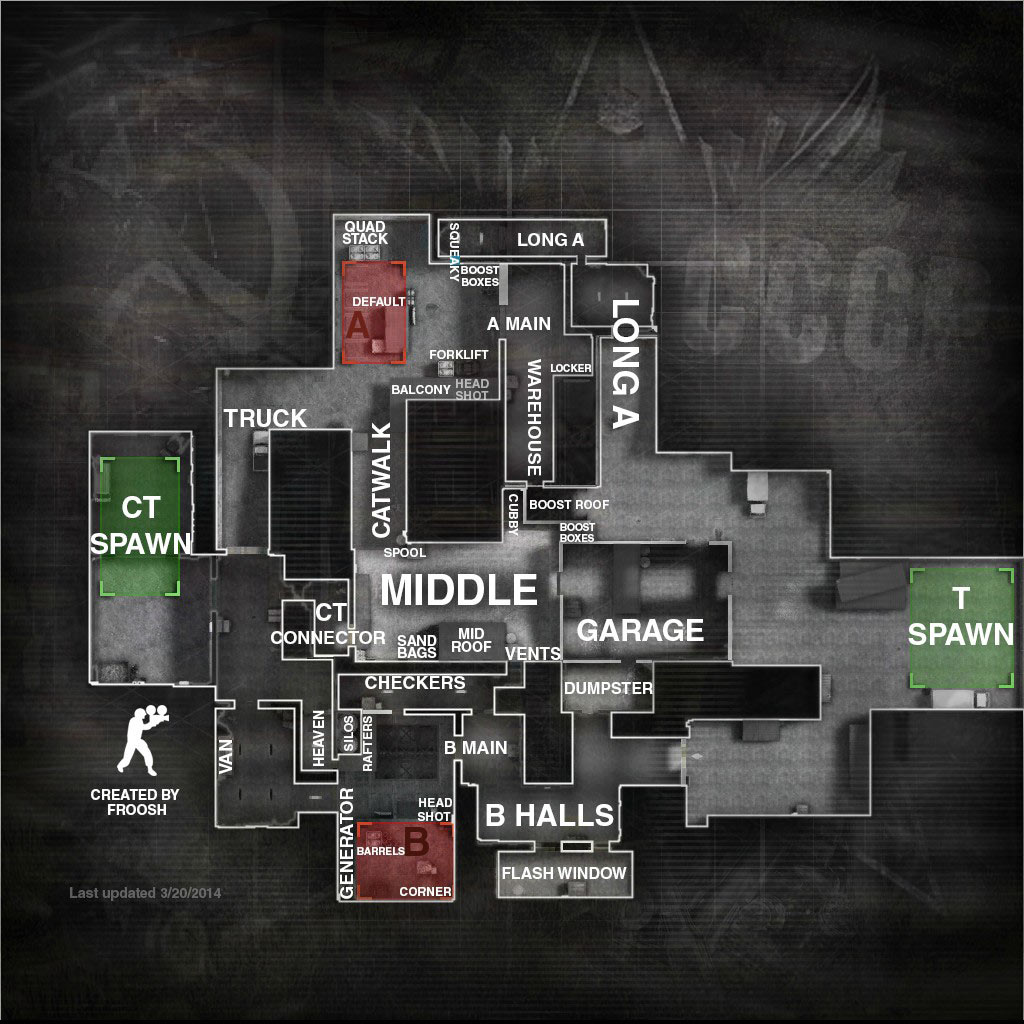 QUAD
STACK
SQUEAKY
LONG A
BOOST
BOXES
DEFAULT
A
A MAIN
LONG A
FORKLIFT
LOCKER
WAREHOUSE
BALCONY
HEAD
SHOT
TRUCK
CATWALK
CT
SPAWN
CUBBY
BOOST ROOF
BOOST
BOXES
SPOOL
MIDDLE
T
SPAWN
CT
CONNECTOR
SAND
BAGS
MID
ROOF
GARAGE
VENTS
CHECKERS
DUMPSTER
VAN
HEAVEN
SILOS
RAFTERS
B MAIN
CREATED BY
FROOSH
GENERATOR
HEAD
SHOT
B HALLS
B
BARRELS
CORNER
FLASH WINDOW
Last updated 3/20/2014